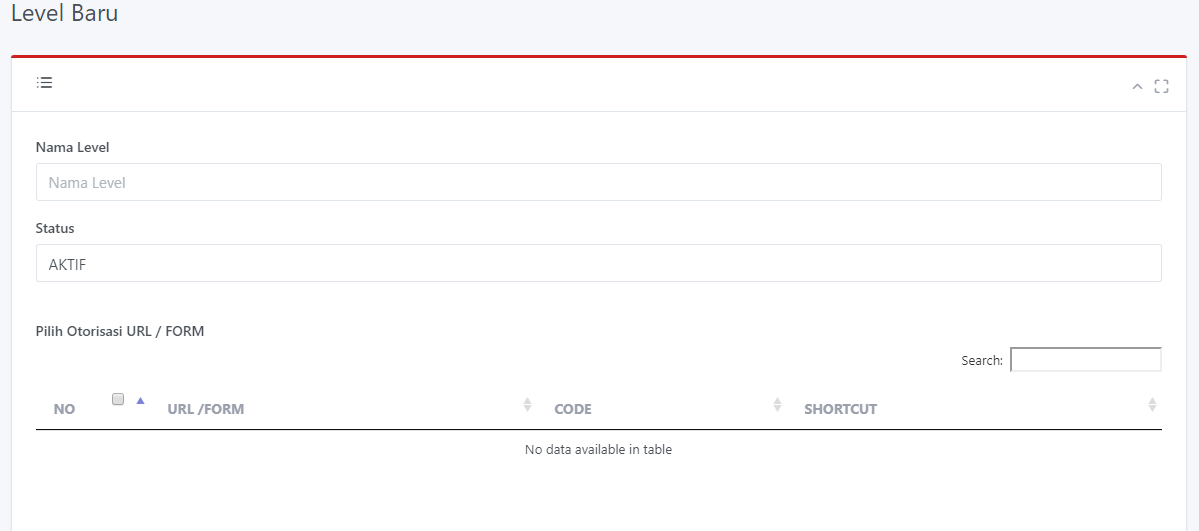 Level Baru
Nama Level
Nama Level
Status
AKTIF
Pilih Otorisasi URL / FORM
Search:
NO URL /FORM CODE SHORTCUT
No data available in table